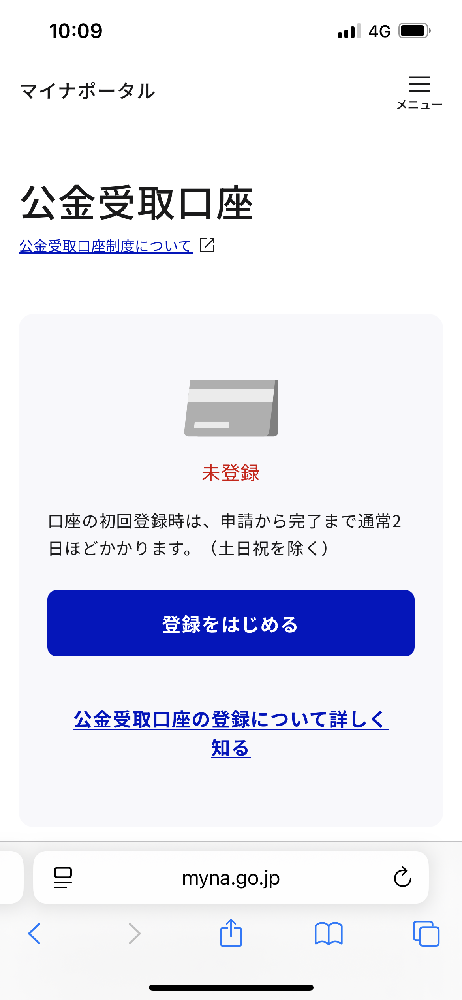 10:09
4G
マイナポータル
メニュー
公金受取口座
公金受取口座制度について
未登録
口座の初回登録時は、申請から完了まで通常2
日ほどかかります。（土日祝を除く）
登録をはじめる
公金受取口座の登録について詳しく
知る
myna.go.jp